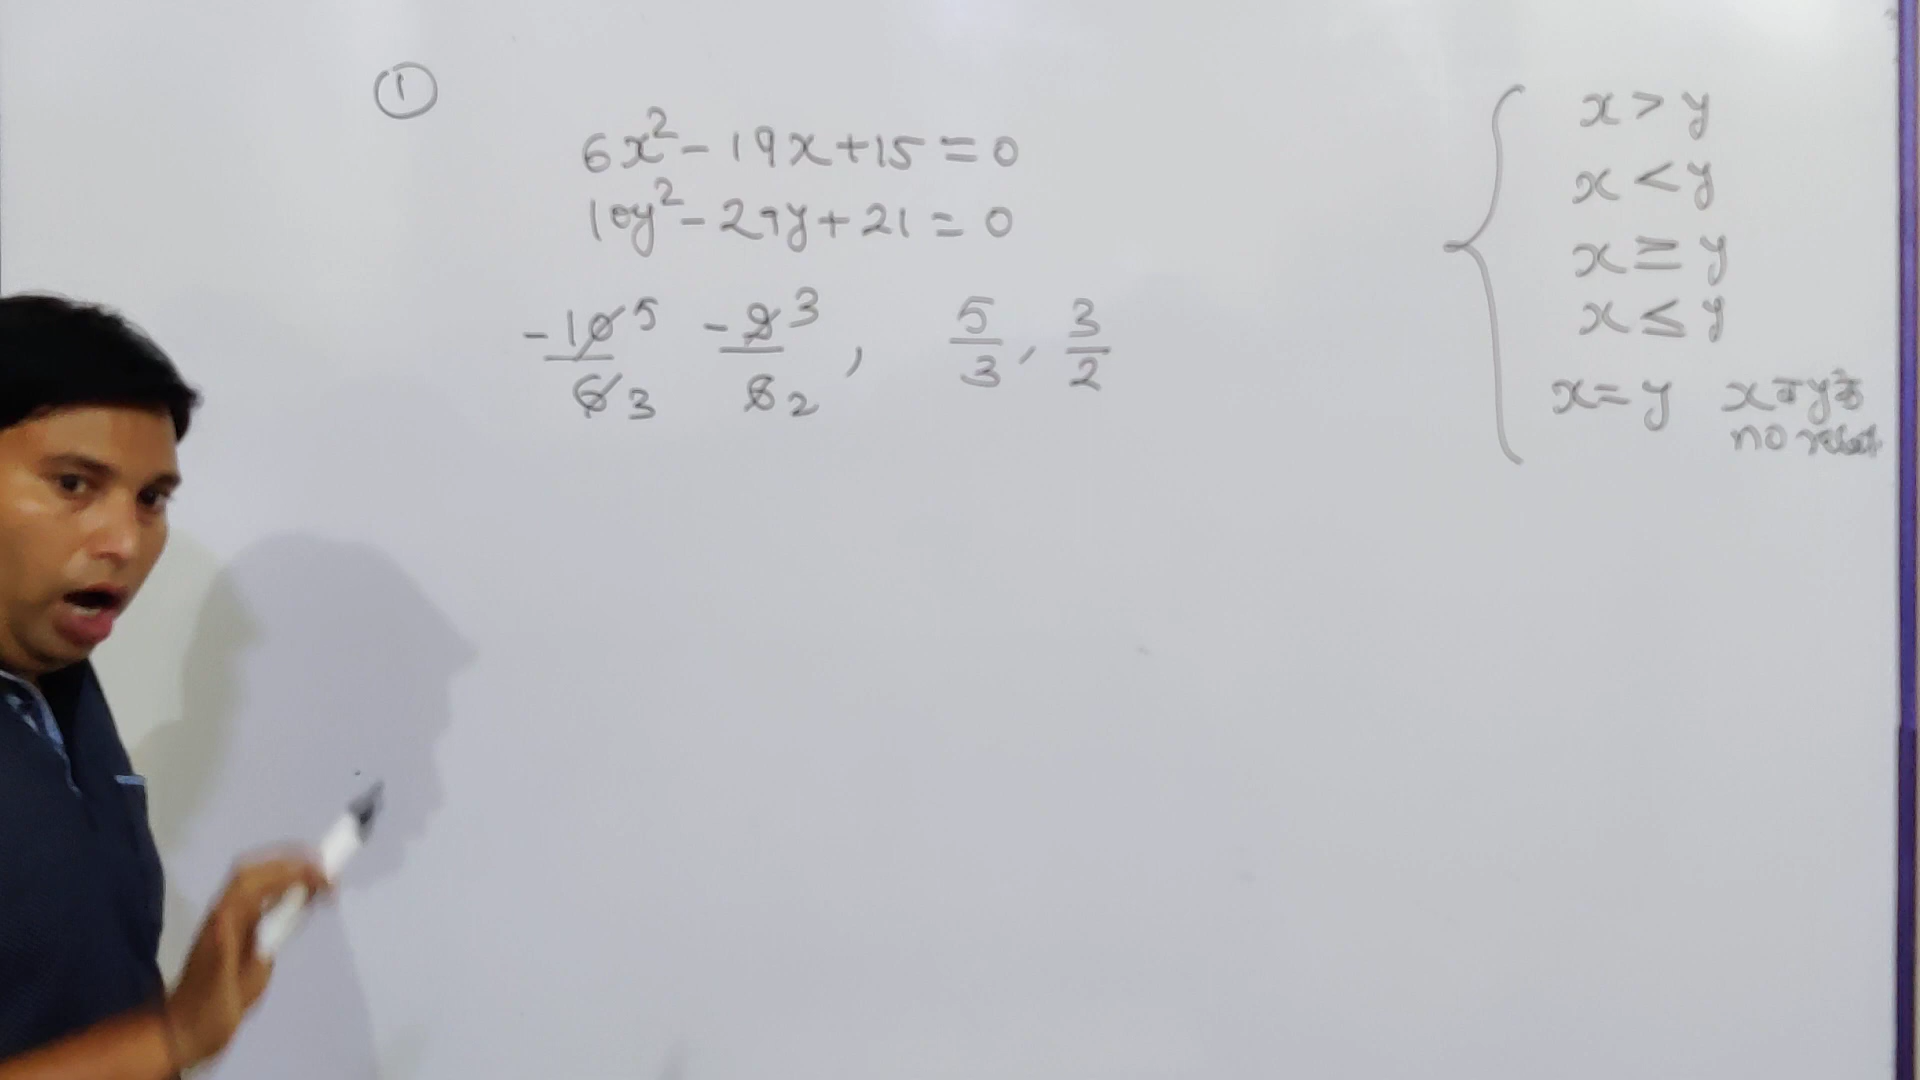 ①
6x² - 19x + 15 = 0
10y² - 29y + 21 = 0
-10/6 5/3 -9/6 3/2 , 5/3 , 3/2
x > y
x < y
x ≥ y
x ≤ y
x = y x व y में
no